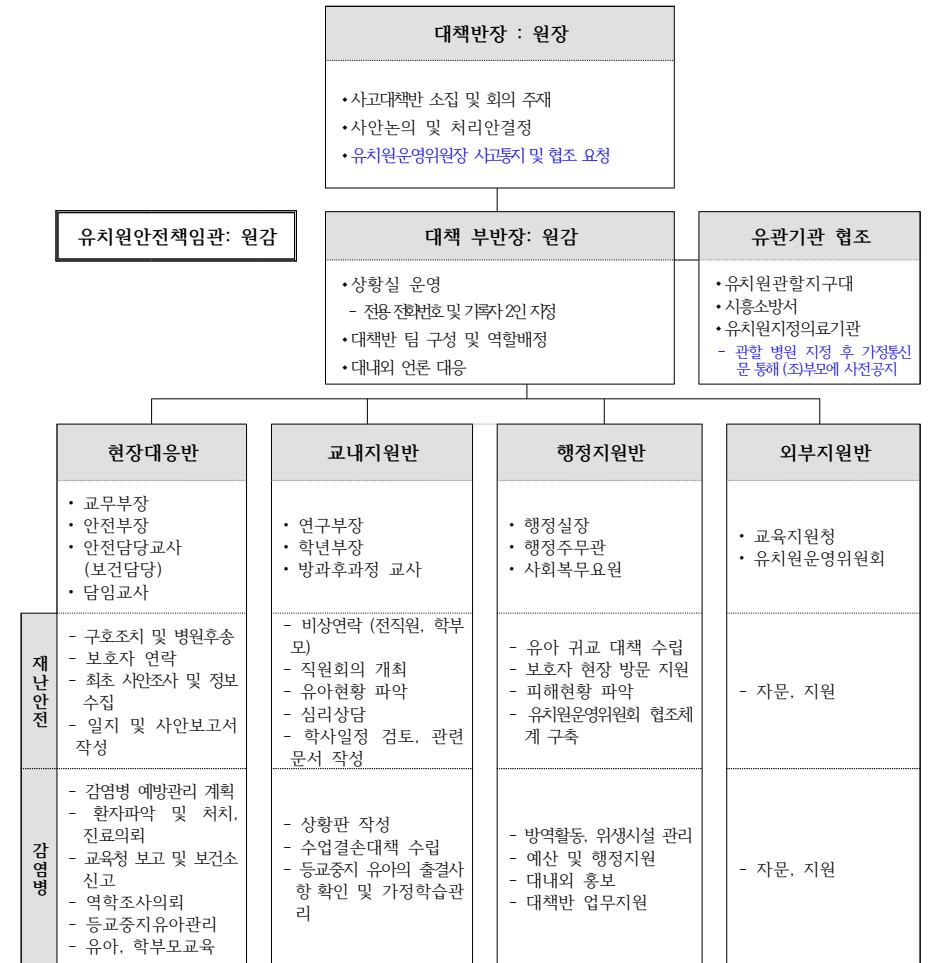 대책반장 : 원장
◆사고대책반 소집 및 회의 주재
◆사안논의 및 처리안결정
◆유치원운영위원장 사고통지 및 협조 요청
유치원안전책임관: 원감
대책 부반장: 원감
◆상황실 운영
- 전용 전화번호 및 기록자 2인 지정
◆대책반 팀 구성 및 역할배정
◆대내외 언론 대응
유관기관 협조
◆유치원관할지구대
◆시흥소방서
◆유치원지정의료기관
- 관할 병원 지정 후 가정통신
문 통해 (조)부모에 사전공지
현장대응반
• 교무부장
• 안전부장
• 안전담당교사
(보건담당)
• 담임교사
교내지원반
• 연구부장
• 학년부장
• 방과후과정 교사
행정지원반
• 행정실장
• 행정주무관
• 사회복무요원
외부지원반
• 교육지원청
• 유치원운영위원회
재난안전
- 구호조치 및 병원후송
- 보호자 연락
- 최초 사안조사 및 정보
수집
- 일지 및 사안보고서
작성
- 비상연락 (전직원, 학부
모)
- 직원회의 개최
- 유아현황 파악
- 심리상담
- 학사일정 검토, 관련
문서 작성
- 유아 귀교 대책 수립
- 보호자 현장 방문 지원
- 피해현황 파악
- 유치원운영위원회 협조체
계 구축
- 자문, 지원
감염병
- 감염병 예방관리 계획
- 환자파악 및 처치,
진료의뢰
- 교육청 보고 및 보건소
신고
- 역학조사의뢰
- 등교중지유아관리
- 유아, 학부모교육
- 상황판 작성
- 수업결손대책 수립
- 등교중지 유아의 출결사
항 확인 및 가정학습관
리
- 방역활동, 위생시설 관리
- 예산 및 행정지원
- 대내외 홍보
- 대책반 업무지원
- 자문, 지원